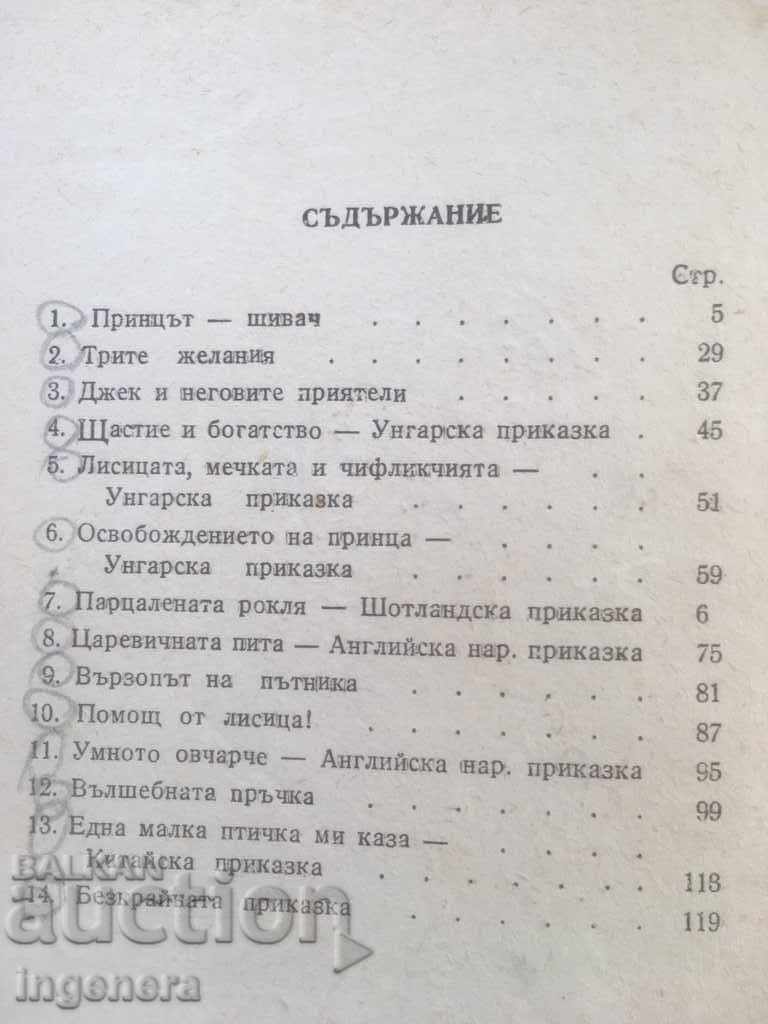 СЪДЪРЖАНИЕ
Стр.
1. Принцът — шивач . . . . . . . 5
2. Трите желания . . . . . . . 29
3. Джек и неговите приятели . . . . . 37
4. Щастие и богатство — Унгарска приказка . 45
5. Лисицата, мечката и чифликчията — . .
Унгарска приказка . . . . . . 51
6. Освобождението на принца — . . . .
Унгарска приказка . . . . . . 59
7. Парцалената рокля — Шотландска приказка 6
8. Царевичната пита — Английска нар. приказка 75
9. Вързопът на пътника . . . . . . 81
10. Помощ от лисица! . . . . . . . 87
11. Умното овчарче — Английска нар. приказка 95
12. Вълшебната пръчка . . . . . . . 99
13. Една малка птичка ми каза — . . .
Китайска приказка . . . . . . . 113
14. Безкрайчата приказка . . . . . 119
BALKAN
auction
ingenera